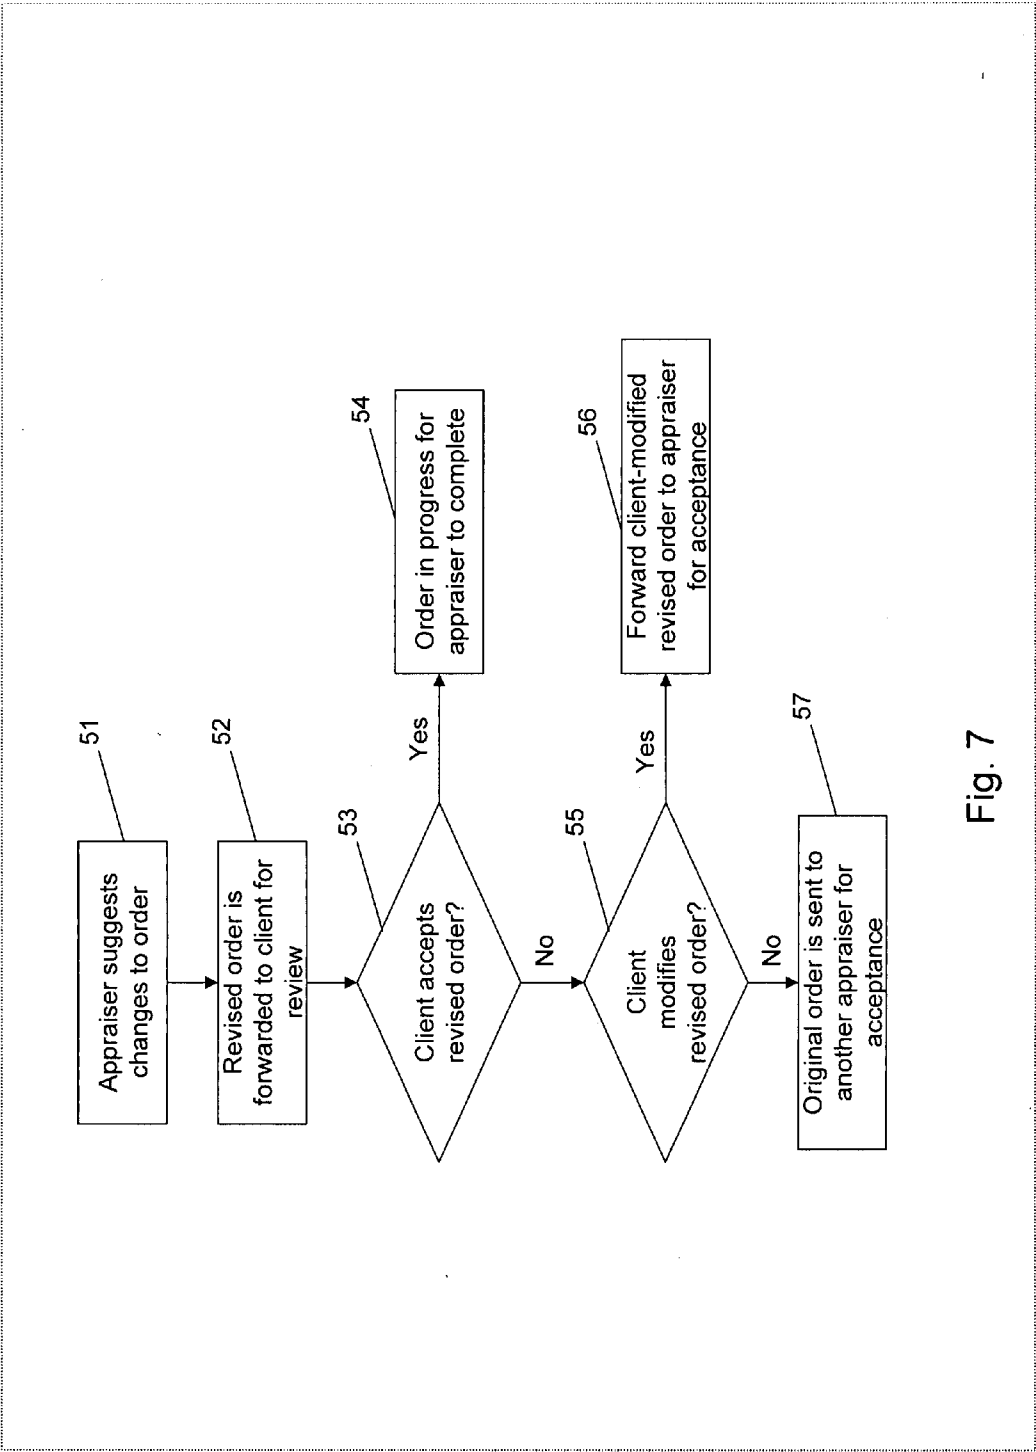 Appraiser suggests
changes to order
51
Revised order is
forwarded to client for
review
52
Client accepts
revised order?
53
Yes
Order in progress for
appraiser to complete
54
No
Client
modifies
revised order?
55
Yes
Forward client-modified
revised order to appraiser
for acceptance
56
No
Original order is sent to
another appraiser for
acceptance
57
Fig. 7